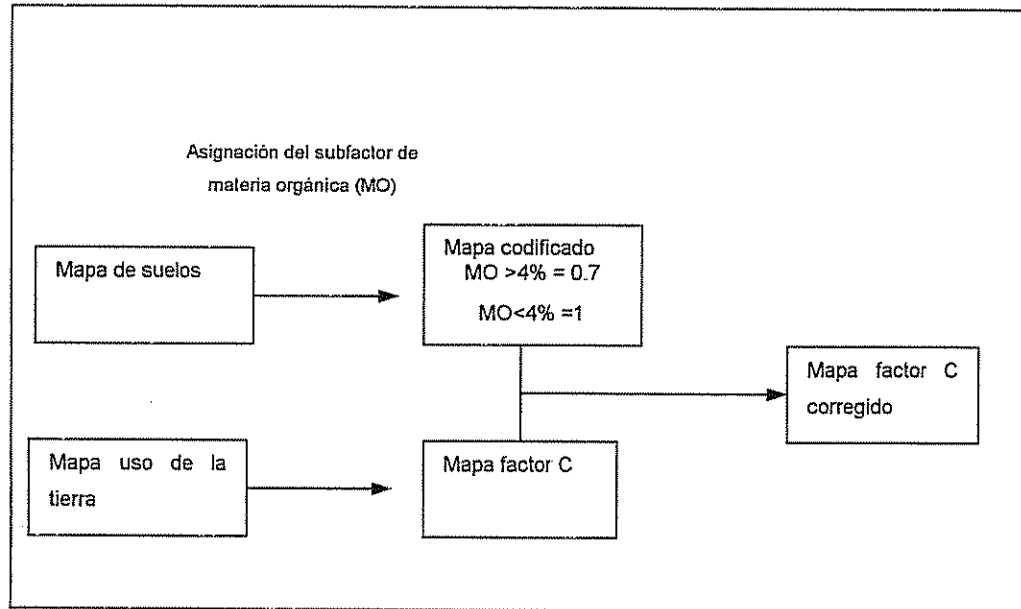 Asignación del subfactor de
materia orgánica (MO)
Mapa de suelos
Mapa codificado
MO >4% = 0.7
MO<4% =1
Mapa factor C
corregido
Mapa uso de la
tierra
Mapa factor C